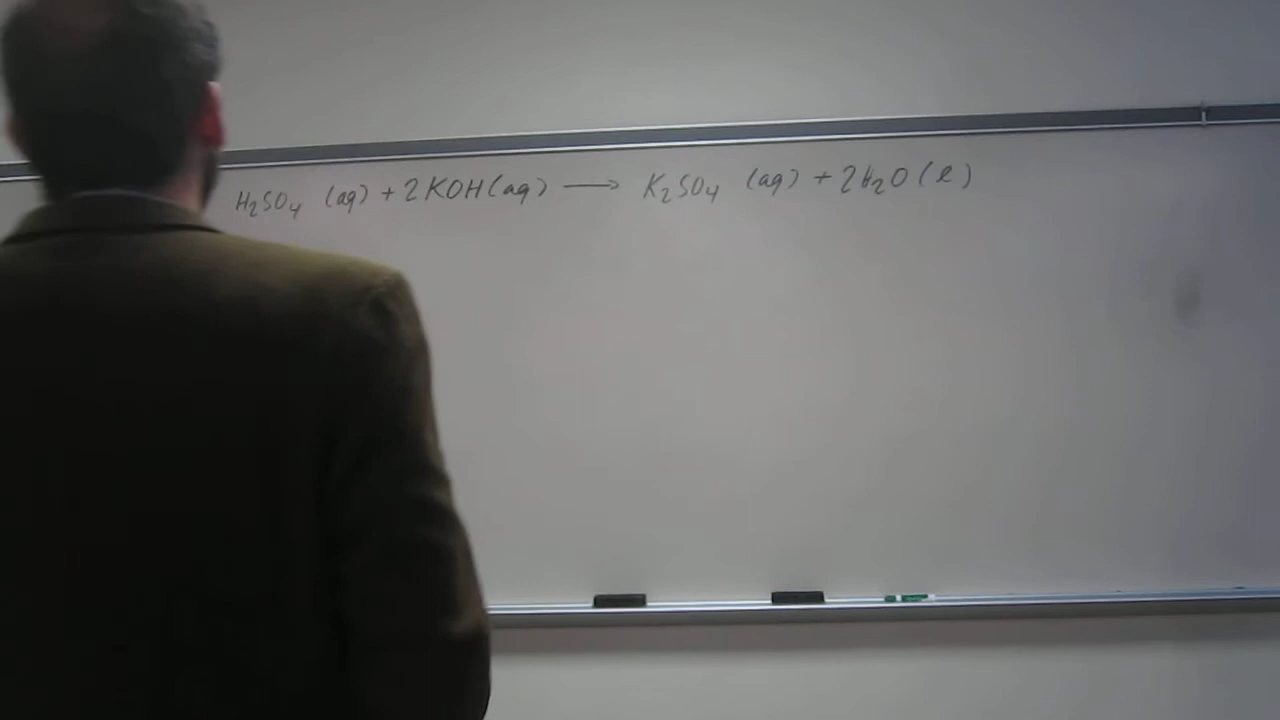 H₂SO₄ (aq) + 2KOH(aq) ⟶ K₂SO₄ (aq) + 2H₂O(l)